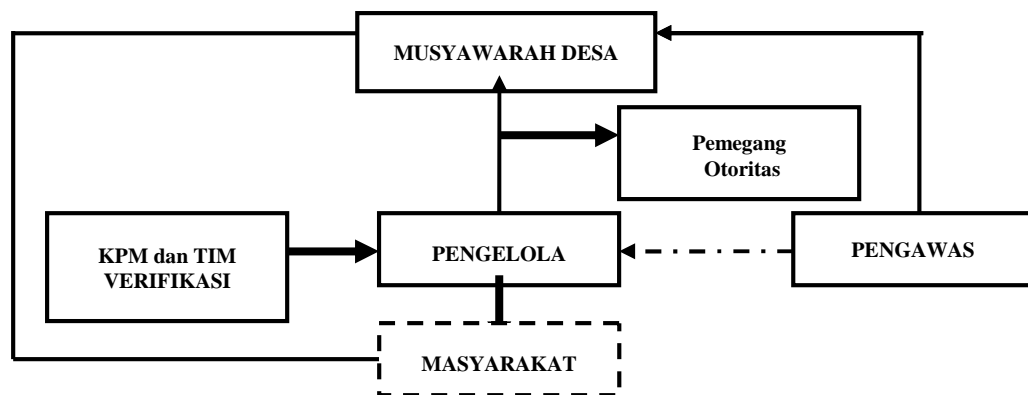 MUSYAWARAH DESA
Pemegang
Otoritas
KPM dan TIM
VERIFIKASI
PENGELOLA
PENGAWAS
MASYARAKAT